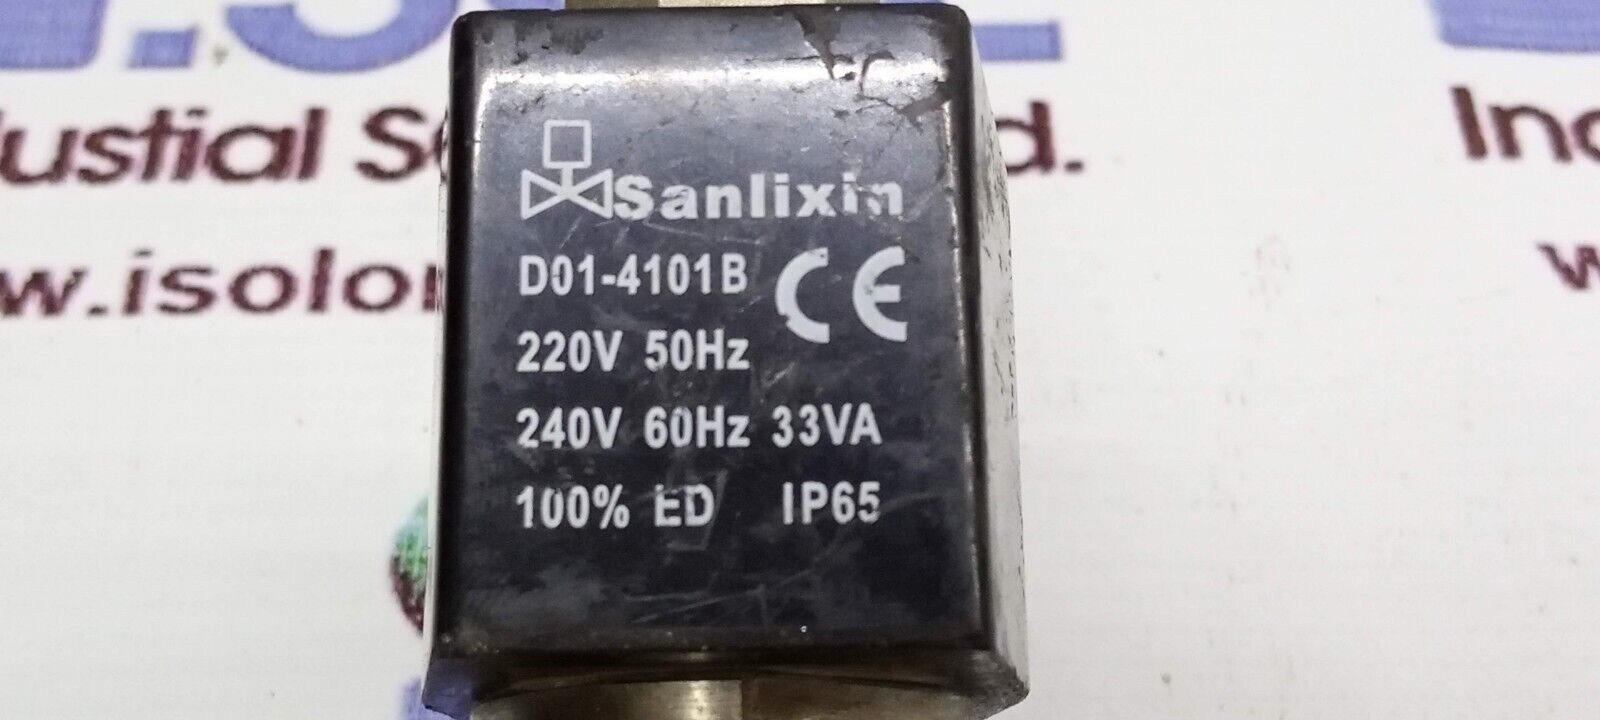 Sanlixin
D01-4101B CE
220V 50Hz
240V 60Hz 33VA
100% ED IP65